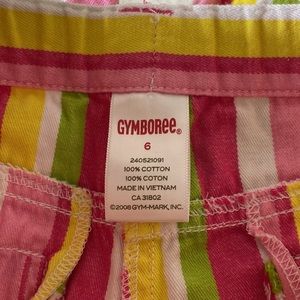 GYMBOREE®
6
240521091
100% COTTON
100% COTON
MADE IN VIETNAM
CA 31802
©2008 GYM-MARK, INC.